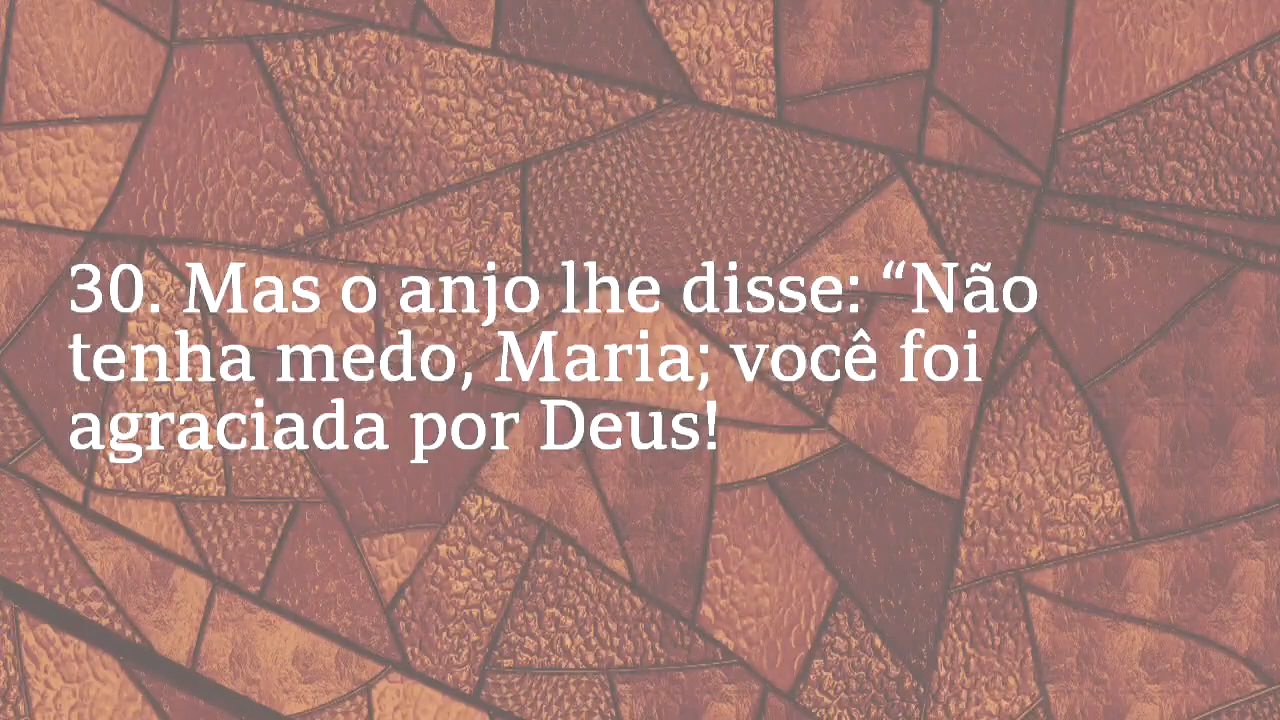 30. Mas o anjo lhe disse: “Não
tenha medo, Maria; você foi
agraciada por Deus!